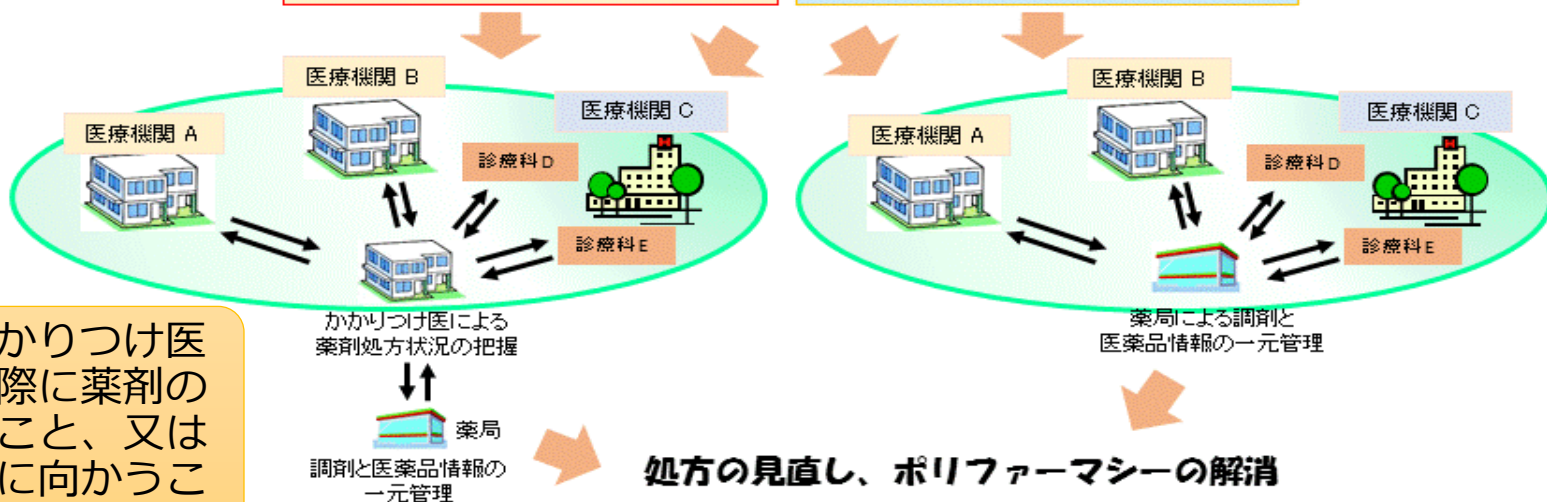 医療機関 B
医療機関 C
医療機関 A
診療科D
診療科E
かかりつけ医による
薬剤処方状況の把握
薬局
調剤と医薬品情報の
一元管理
医療機関 B
医療機関 C
医療機関 A
診療科D
診療科E
薬局による調剤と
医薬品情報の一元管理
かりつけ医
際に薬剤の
こと、又は
に向かうこ
処方の見直し、ポリファーマシーの解消